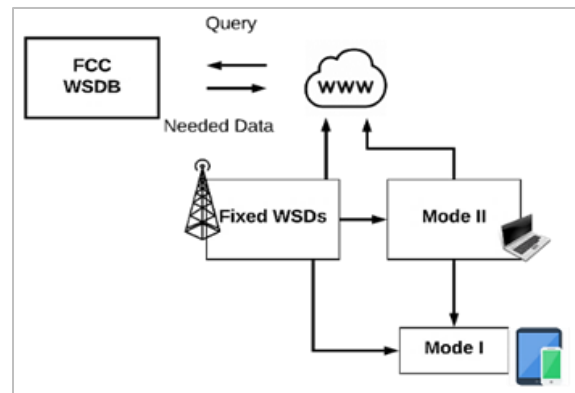 Query
FCC
WSDB
WWW
Needed Data
Fixed WSDs
Mode II
Mode I